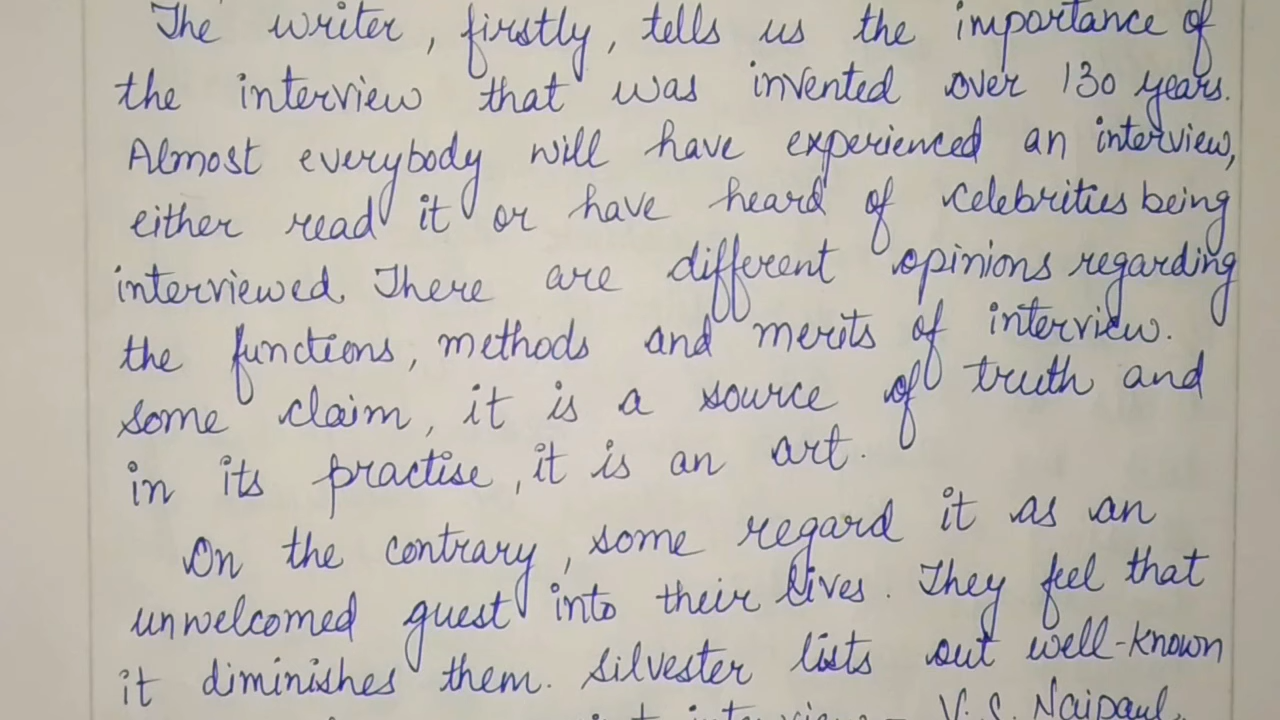 The writer, firstly, tells us the importance of
the interview that was invented over 130 years.
Almost everybody will have experienced an interview,
either read it or have heard of celebrities being
interviewed. There are different opinions regarding
the functions, methods and merits of interview.
some claim, it is a source of truth and
in its practise, it is an art.
On the contrary, some regard it as an
unwelcomed guest into their lives. They feel that
it diminishes them. Silvester lists out well-known
V.S. Naipaul,